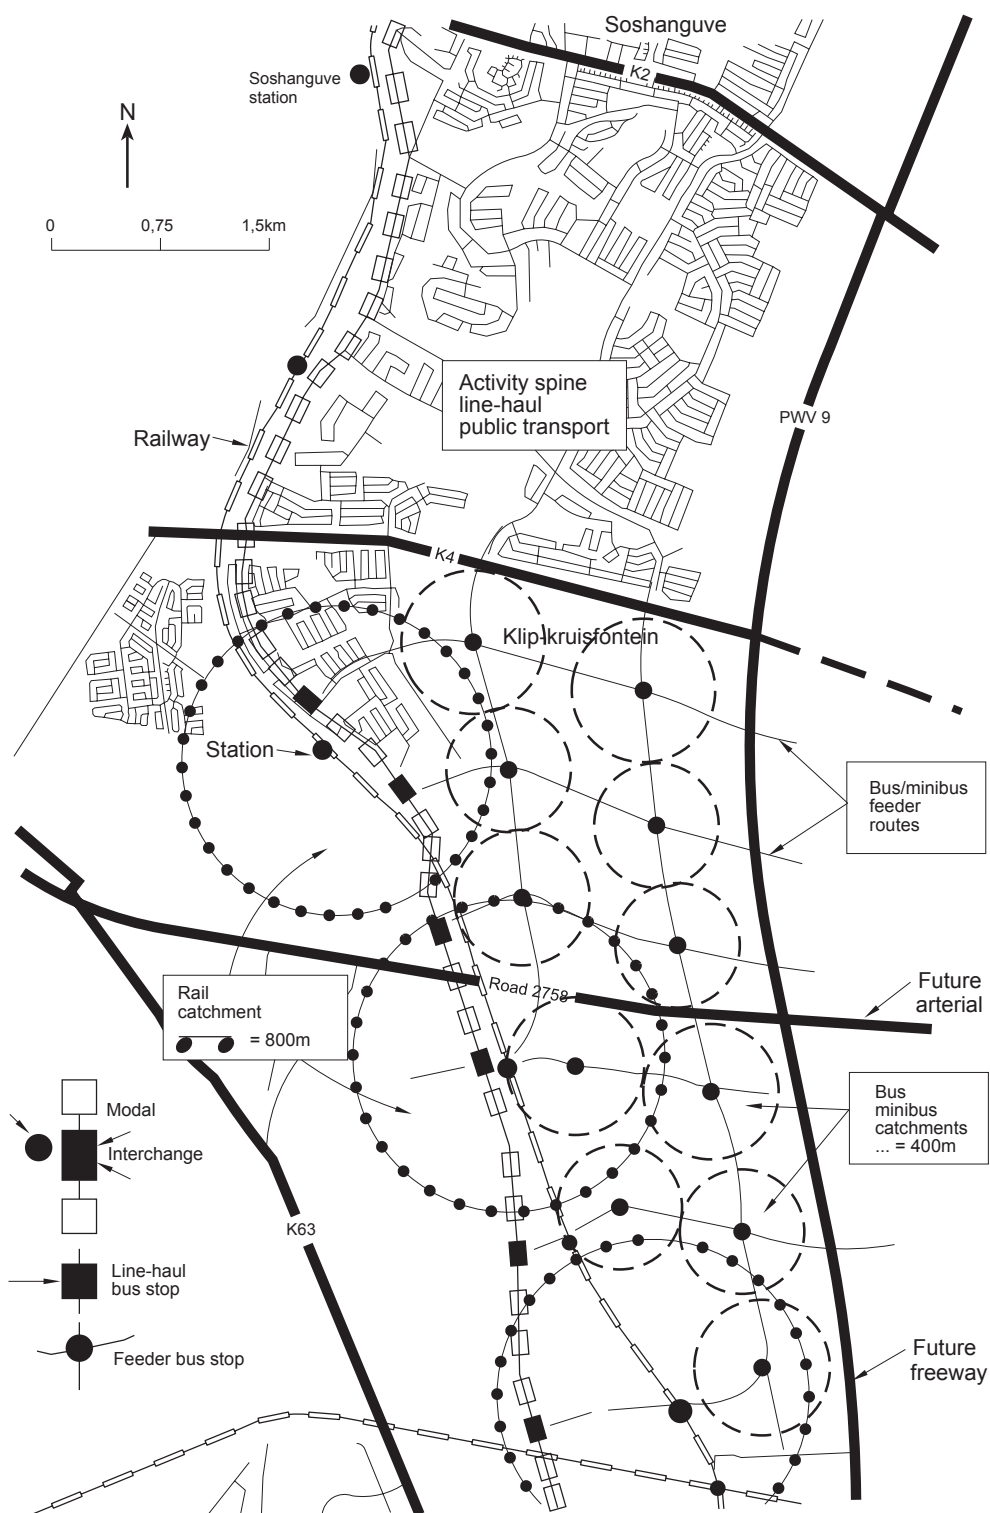 Soshanguve
K2
Soshanguve
station
N
0 0,75 1,5km
Activity spine
line-haul
public transport
PWV 9
Railway
K4
Klip-kruisfontein
Station
Bus/minibus
feeder
routes
Future
arterial
Road 2758
Rail
catchment
= 800m
Bus
minibus
catchments
... = 400m
Modal
Interchange
K63
Line-haul
bus stop
Feeder bus stop
Future
freeway